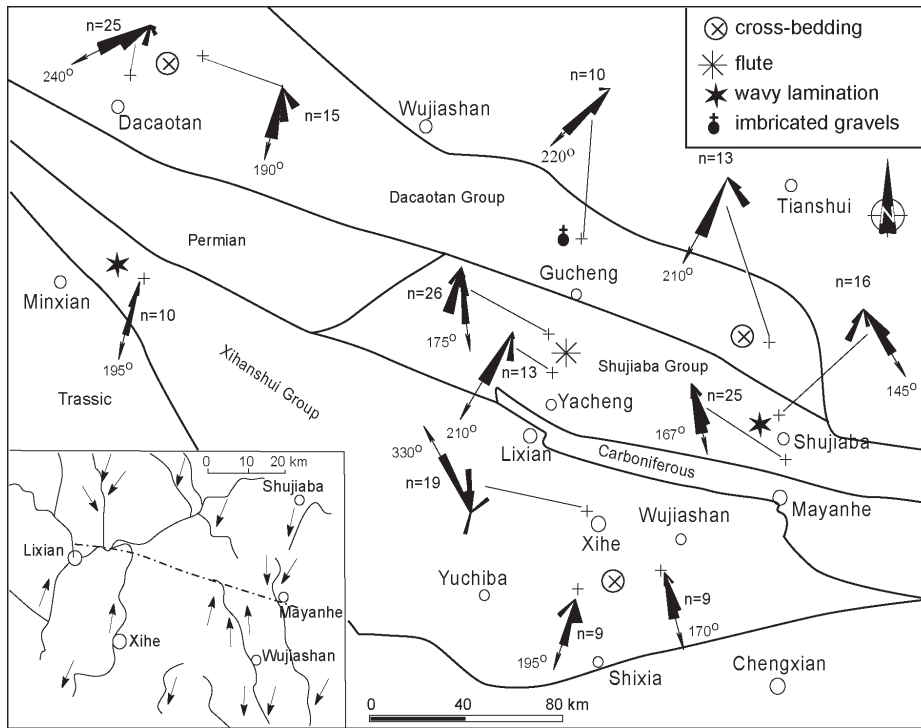 n=25
240°
Dacaotan
n=15
190°
Wujiashan
n=10
220°
cross-bedding
flute
wavy lamination
imbricated gravels
n=13
Tianshui
N
210°
Dacaotan Group
Permian
Gucheng
Minxian
n=10
195°
Trassic
Xihanshui Group
n=26
175°
n=13
210°
Shujiaba Group
Yacheng
n=16
145°
n=25
167°
Shujiaba
Lixian
Carboniferous
Mayanhe
330°
n=19
Xihe
Wujiashan
Yuchiba
n=9
195°
n=9
170°
Shixia
Chengxian
0 40 80 km
0 10 20 km
Shujiaba
Lixian
Mayanhe
Xihe
Wujiashan